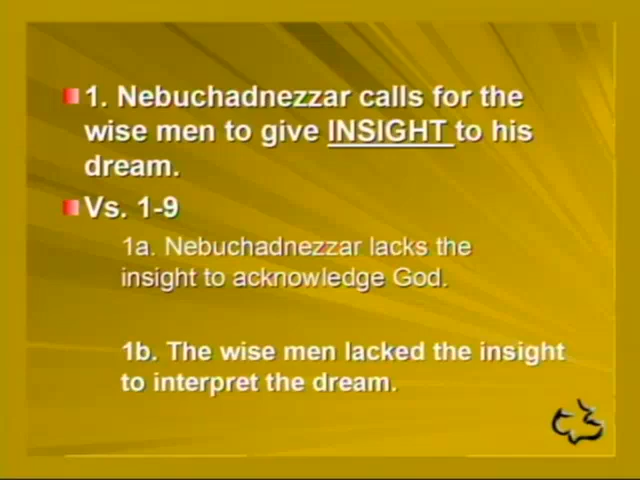 1. Nebuchadnezzar calls for the
wise men to give INSIGHT to his
dream.
Vs. 1-9
1a. Nebuchadnezzar lacks the
insight to acknowledge God.
1b. The wise men lacked the insight
to interpret the dream.